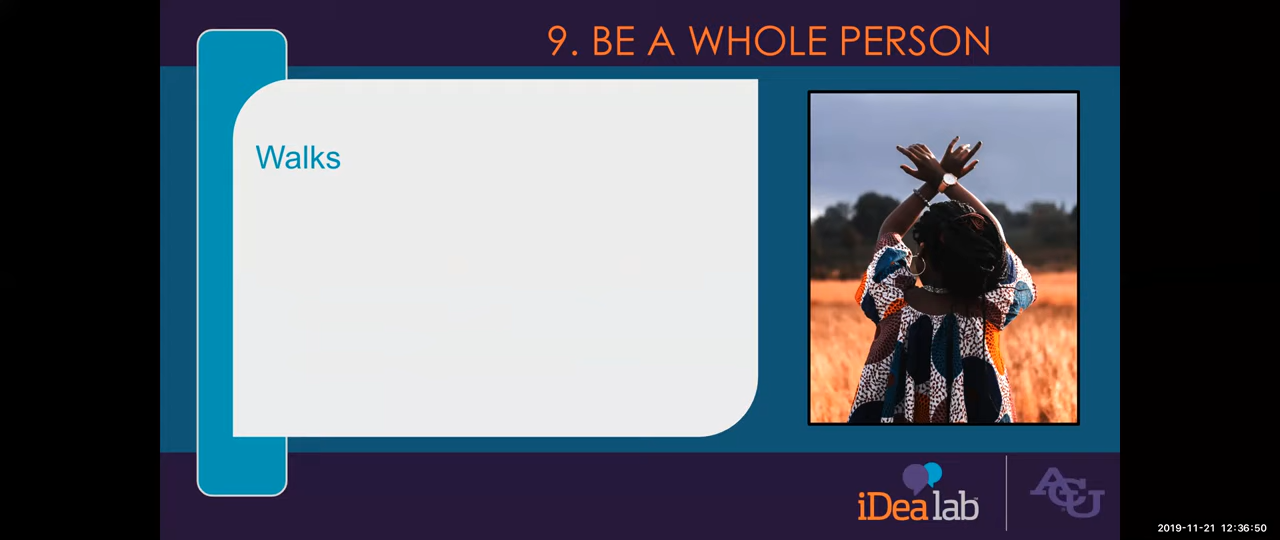 9. BE A WHOLE PERSON
Walks
iDea lab
ACU
2019-11-21 12:36:50